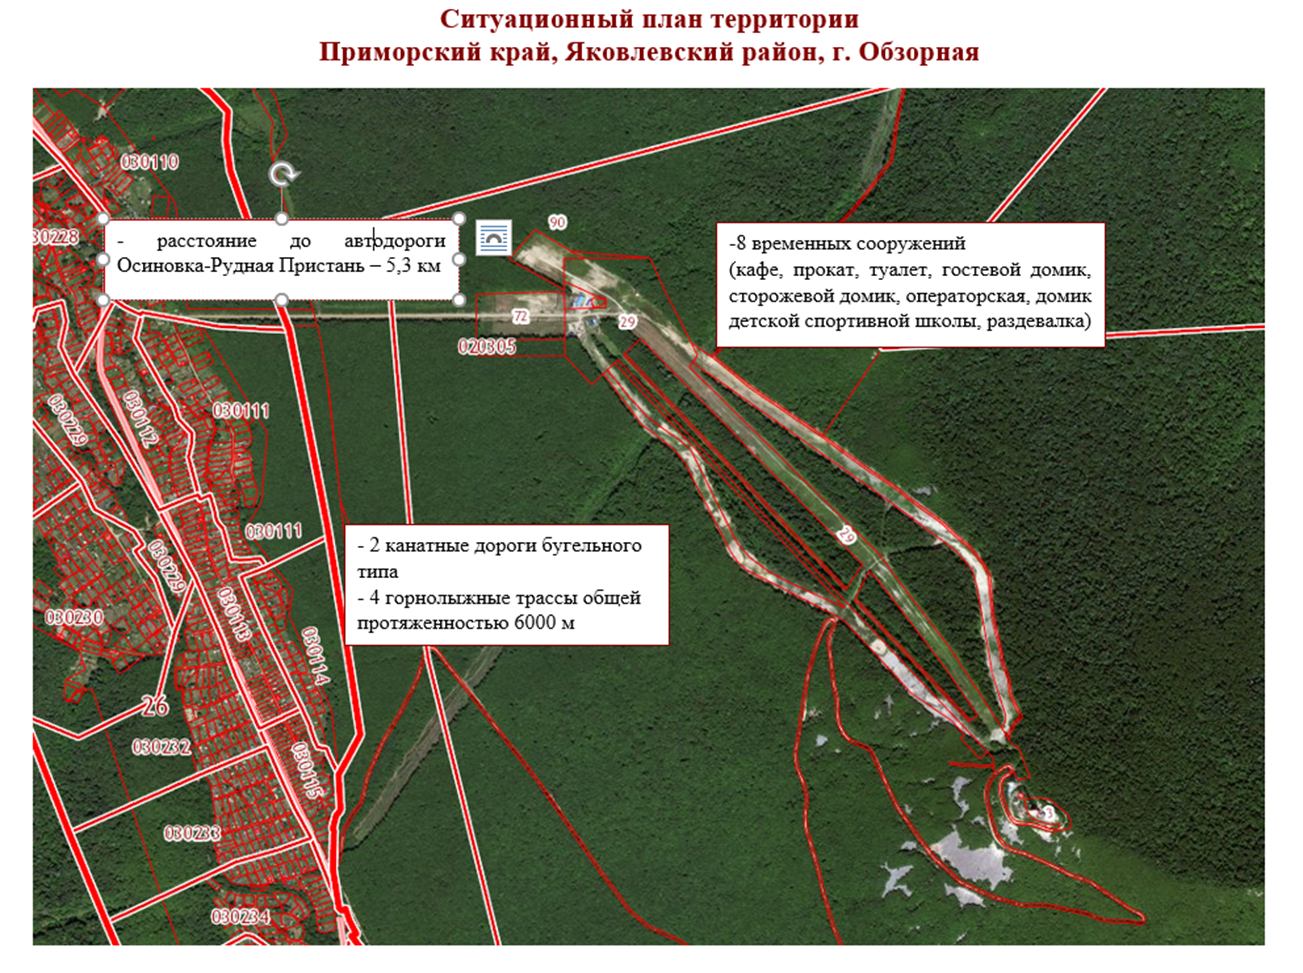 Ситуационный план территории
Приморский край, Яковлевский район, г. Обзорная
030110
30228
- расстояние до автодороги
Осиновка-Рудная Пристань – 5,3 км
90
-8 временных сооружений
(кафе, прокат, туалет, гостевой домик,
сторожевой домик, операторская, домик
детской спортивной школы, раздевалка)
72
29
020305
030229
030112
030111
030111
29
- 2 канатные дороги бугельного
типа
- 4 горнолыжные трассы общей
протяженностью 6000 м
030229
030230
030113
030114
26
030232
030115
3
030233
030234